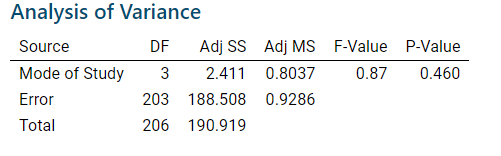 Analysis of Variance
Source DF Adj SS Adj MS F-Value P-Value
Mode of Study 3 2.411 0.8037 0.87 0.460
Error 203 188.508 0.9286
Total 206 190.919